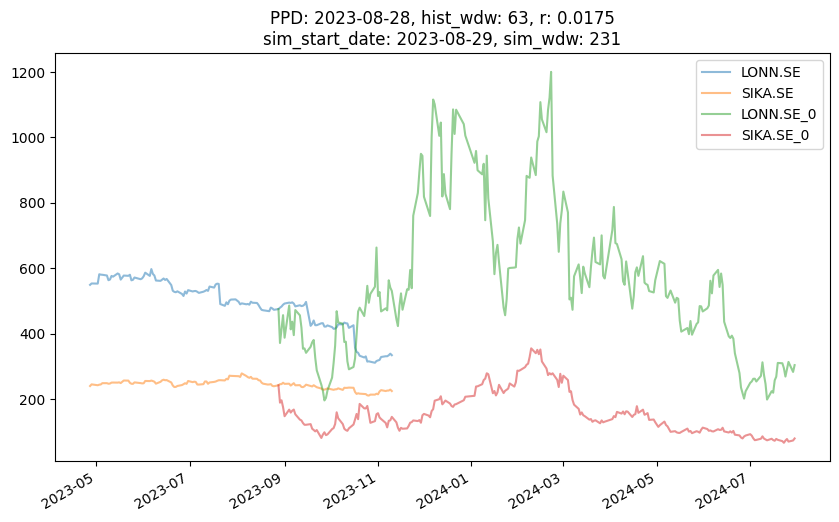 PPD: 2023-08-28, hist_wdw: 63, r: 0.0175
sim_start_date: 2023-08-29, sim_wdw: 231
LONN.SE
SIKA.SE
LONN.SE_0
SIKA.SE_0
1200
1000
800
600
400
200
2023-05
2023-07
2023-09
2023-11
2024-01
2024-03
2024-05
2024-07